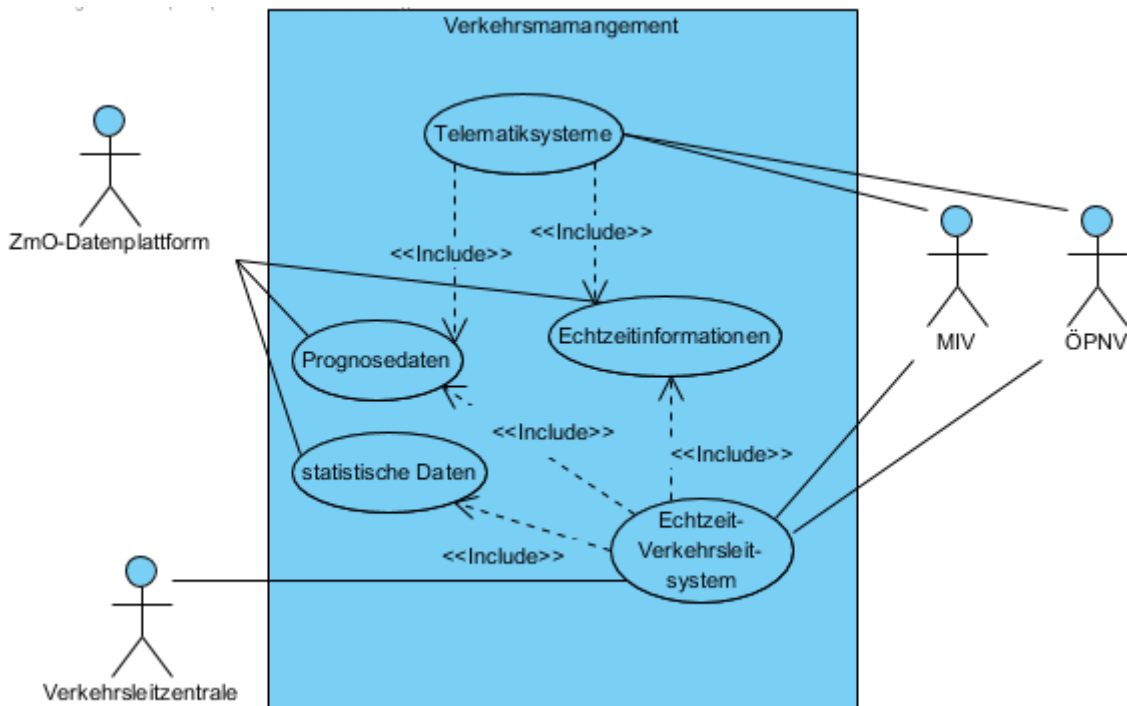 Verkehrsmamangement
Telematiksysteme
ZmO-Datenplattform
<<Include>>
<<Include>>
Echtzeitinformationen
MIV
ÖPNV
Prognosedaten
<<Include>>
<<Include>>
statistische Daten
Echtzeit-
Verkehrsleit-
system
<<Include>>
Verkehrsleitzentrale